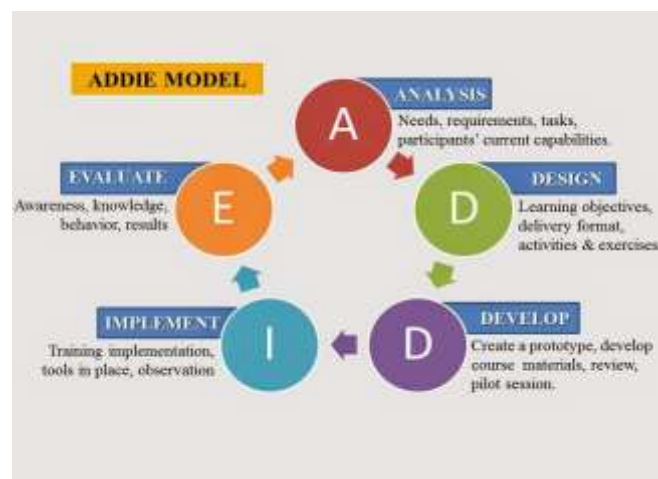 ADDIE MODEL
A
ANALYSIS
Needs, requirements, tasks,
participants' current capabilities.
D
DESIGN
Learning objectives,
delivery format,
activities & exercises
D
DEVELOP
Create a prototype, develop
course materials, review,
pilot session.
I
IMPLEMENT
Training implementation,
tools in place, observation
E
EVALUATE
Awareness, knowledge,
behavior, results